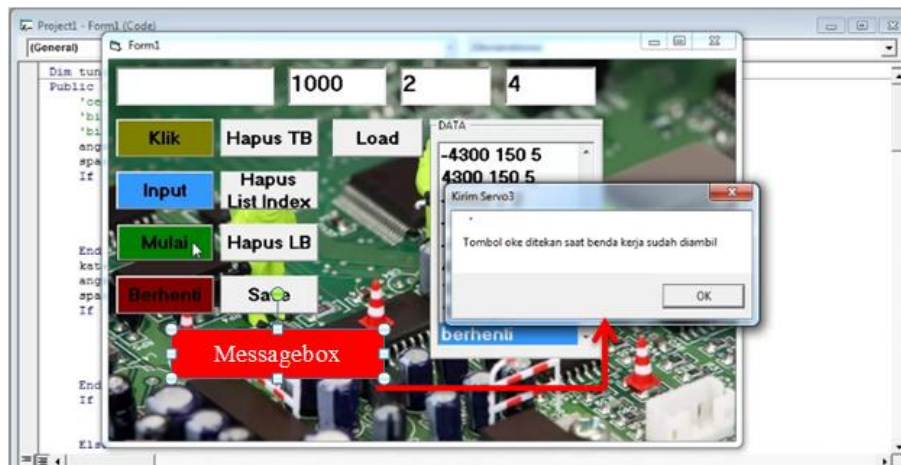 Project1 - Form1 (Code)
(General)
Form1
Dim tun
Public
'ce
'bi
'bi
ang
spa
If
End
kat
ang
spa
If
End
If
Else
1000
2
4
Klik
Hapus TB
Load
Input
Hapus
List Index
Mulai
Hapus LB
Berhenti
Save
DATA
-4300 150 5
4300 150 5
berhenti
Kirim Servo3
Tombol oke ditekan saat benda kerja sudah diambil
OK
Messagebox